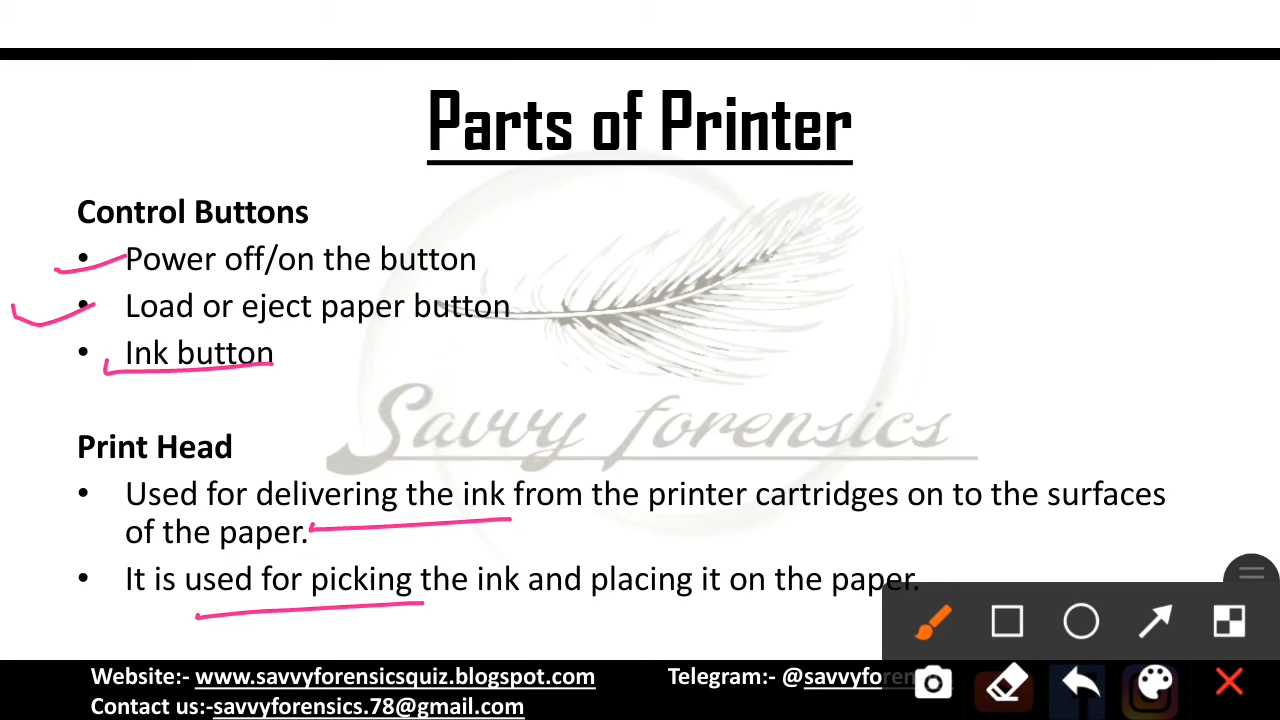 Parts of Printer
Control Buttons
• Power off/on the button
• Load or eject paper button
• Ink button
Savvy forensics
Print Head
• Used for delivering the ink from the printer cartridges on to the surfaces
of the paper.
• It is used for picking the ink and placing it on the paper.
Website:- www.savvyforensicsquiz.blogspot.com Telegram:- @savvyforen
Contact us:-savvyforensics.78@gmail.com